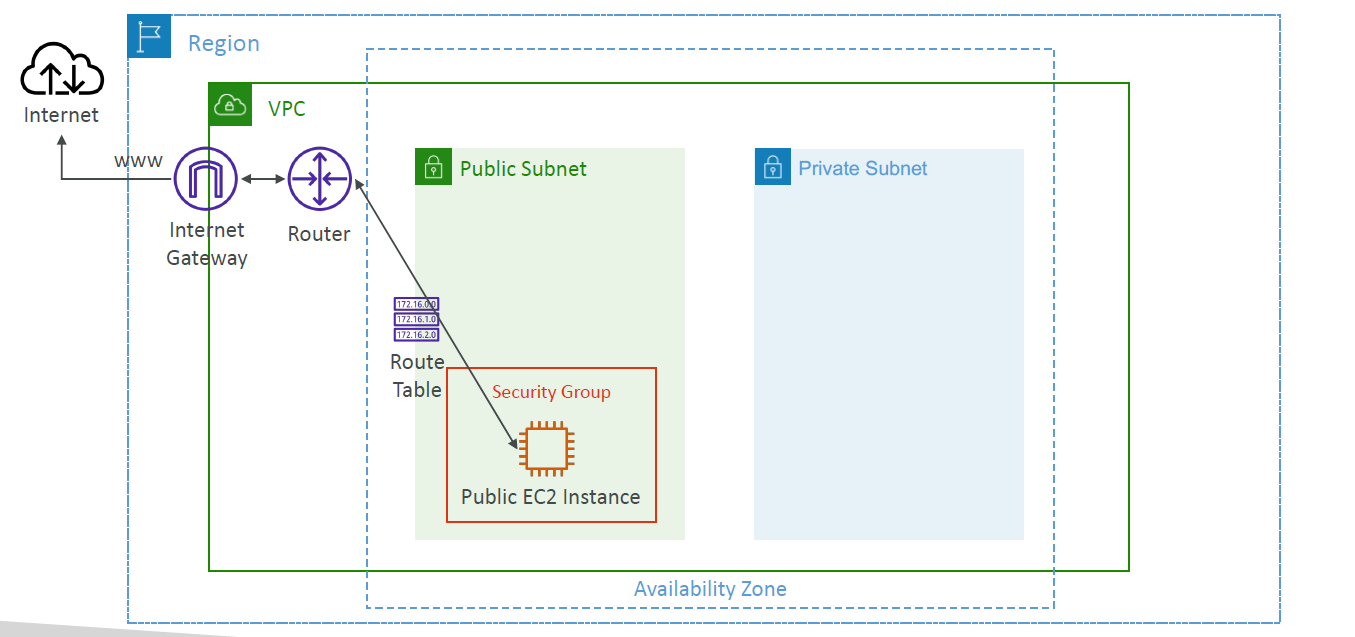 Region
Internet
VPC
www
Public Subnet
Private Subnet
Internet
Gateway
Router
172.16.0.0
172.16.1.0
172.16.2.0
Route
Table
Security Group
Public EC2 Instance
Availability Zone